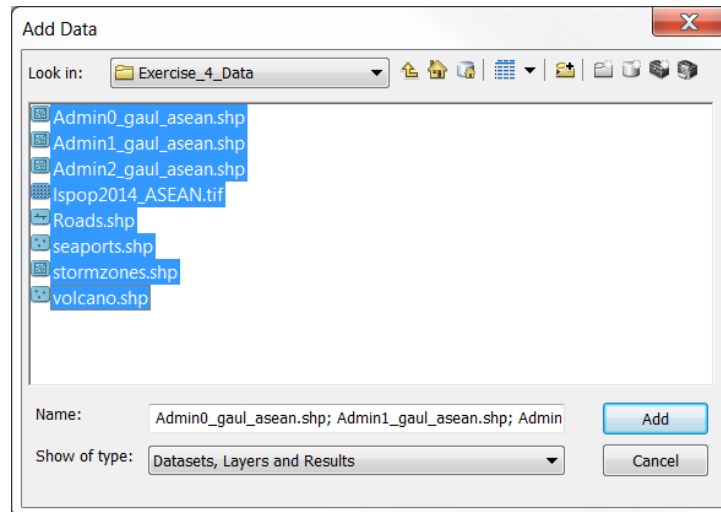 Add Data
Look in: Exercise_4_Data
Admin0_gaul_asean.shp
Admin1_gaul_asean.shp
Admin2_gaul_asean.shp
lspop2014_ASEAN.tif
Roads.shp
seaports.shp
stormzones.shp
volcano.shp
Name: Admin0_gaul_asean.shp; Admin1_gaul_asean.shp; Admin Add
Show of type: Datasets, Layers and Results Cancel